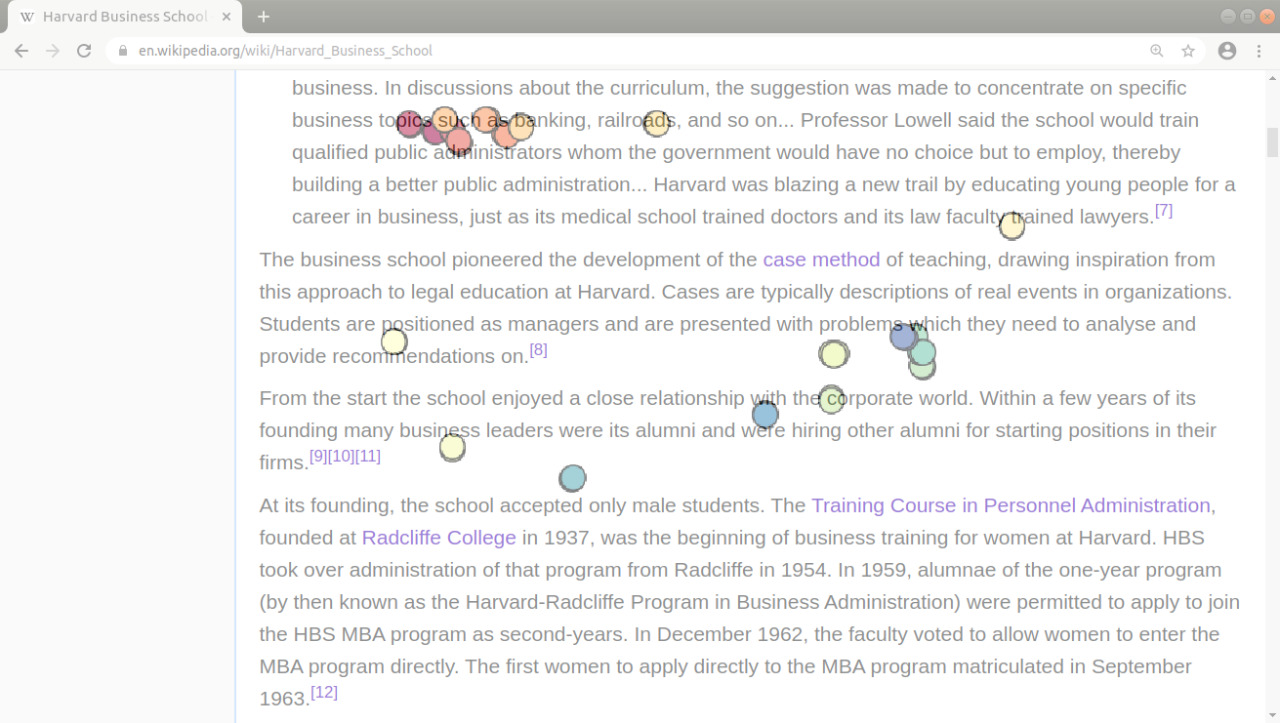 Harvard Business School
en.wikipedia.org/wiki/Harvard_Business_School
business. In discussions about the curriculum, the suggestion was made to concentrate on specific
business topics such as banking, railroads, and so on... Professor Lowell said the school would train
qualified public administrators whom the government would have no choice but to employ, thereby
building a better public administration... Harvard was blazing a new trail by educating young people for a
career in business, just as its medical school trained doctors and its law faculty trained lawyers.[7]
The business school pioneered the development of the case method of teaching, drawing inspiration from
this approach to legal education at Harvard. Cases are typically descriptions of real events in organizations.
Students are positioned as managers and are presented with problems which they need to analyse and
provide recommendations on.[8]
From the start the school enjoyed a close relationship with the corporate world. Within a few years of its
founding many business leaders were its alumni and were hiring other alumni for starting positions in their
firms.[9][10][11]
At its founding, the school accepted only male students. The Training Course in Personnel Administration,
founded at Radcliffe College in 1937, was the beginning of business training for women at Harvard. HBS
took over administration of that program from Radcliffe in 1954. In 1959, alumnae of the one-year program
(by then known as the Harvard-Radcliffe Program in Business Administration) were permitted to apply to join
the HBS MBA program as second-years. In December 1962, the faculty voted to allow women to enter the
MBA program directly. The first women to apply directly to the MBA program matriculated in September
1963.[12]